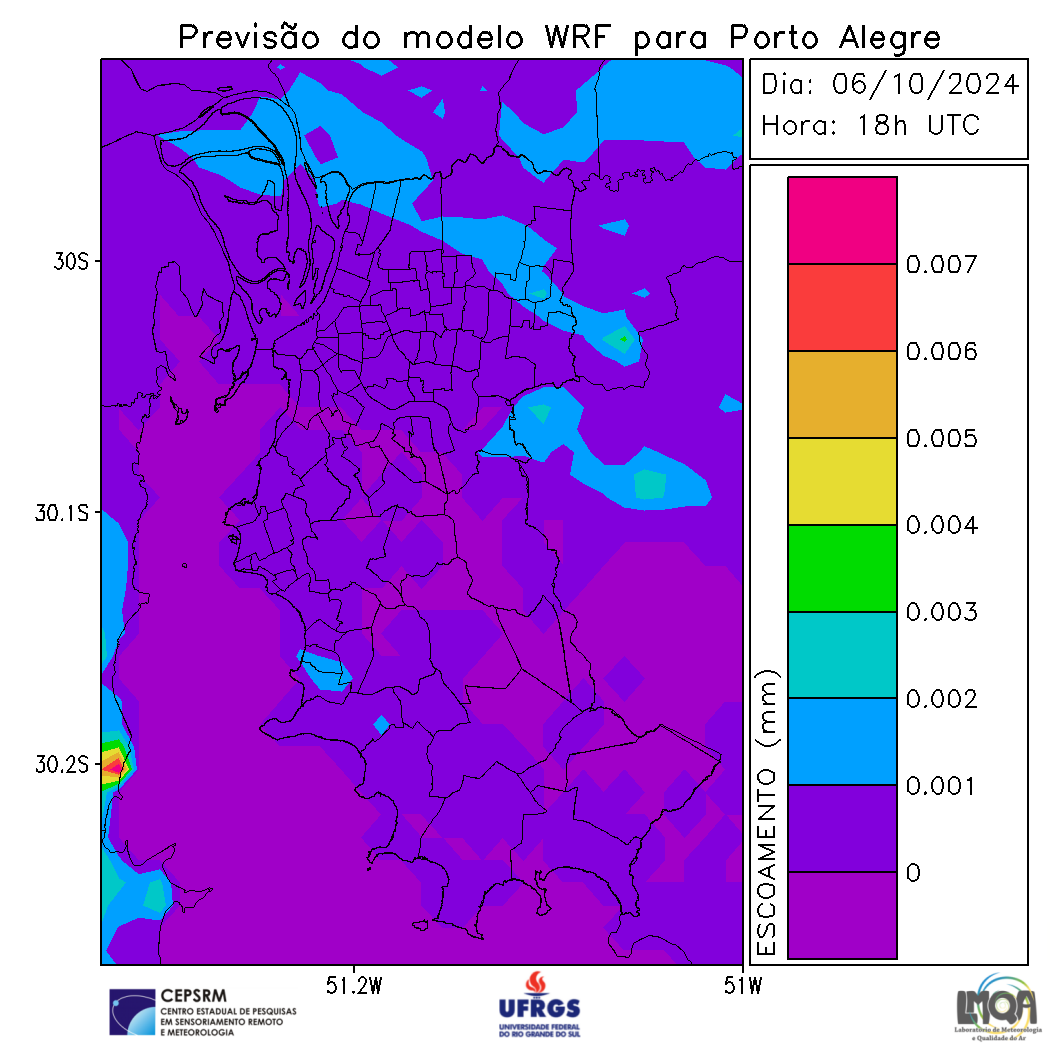 Previsão do modelo WRF para Porto Alegre
Dia: 06/10/2024
Hora: 18h UTC
0.007
0.006
0.005
0.004
0.003
0.002
0.001
0
ESCOAMENTO (mm)
30S
30.1S
30.2S
51.2W
51W
CEPSRM
CENTRO ESTADUAL DE PESQUISAS
EM SENSORIAMENTO REMOTO
E METEOROLOGIA
UFRGS
UNIVERSIDADE FEDERAL
DO RIO GRANDE DO SUL
LMQA
Laboratório de Meteorologia
e Qualidade do Ar